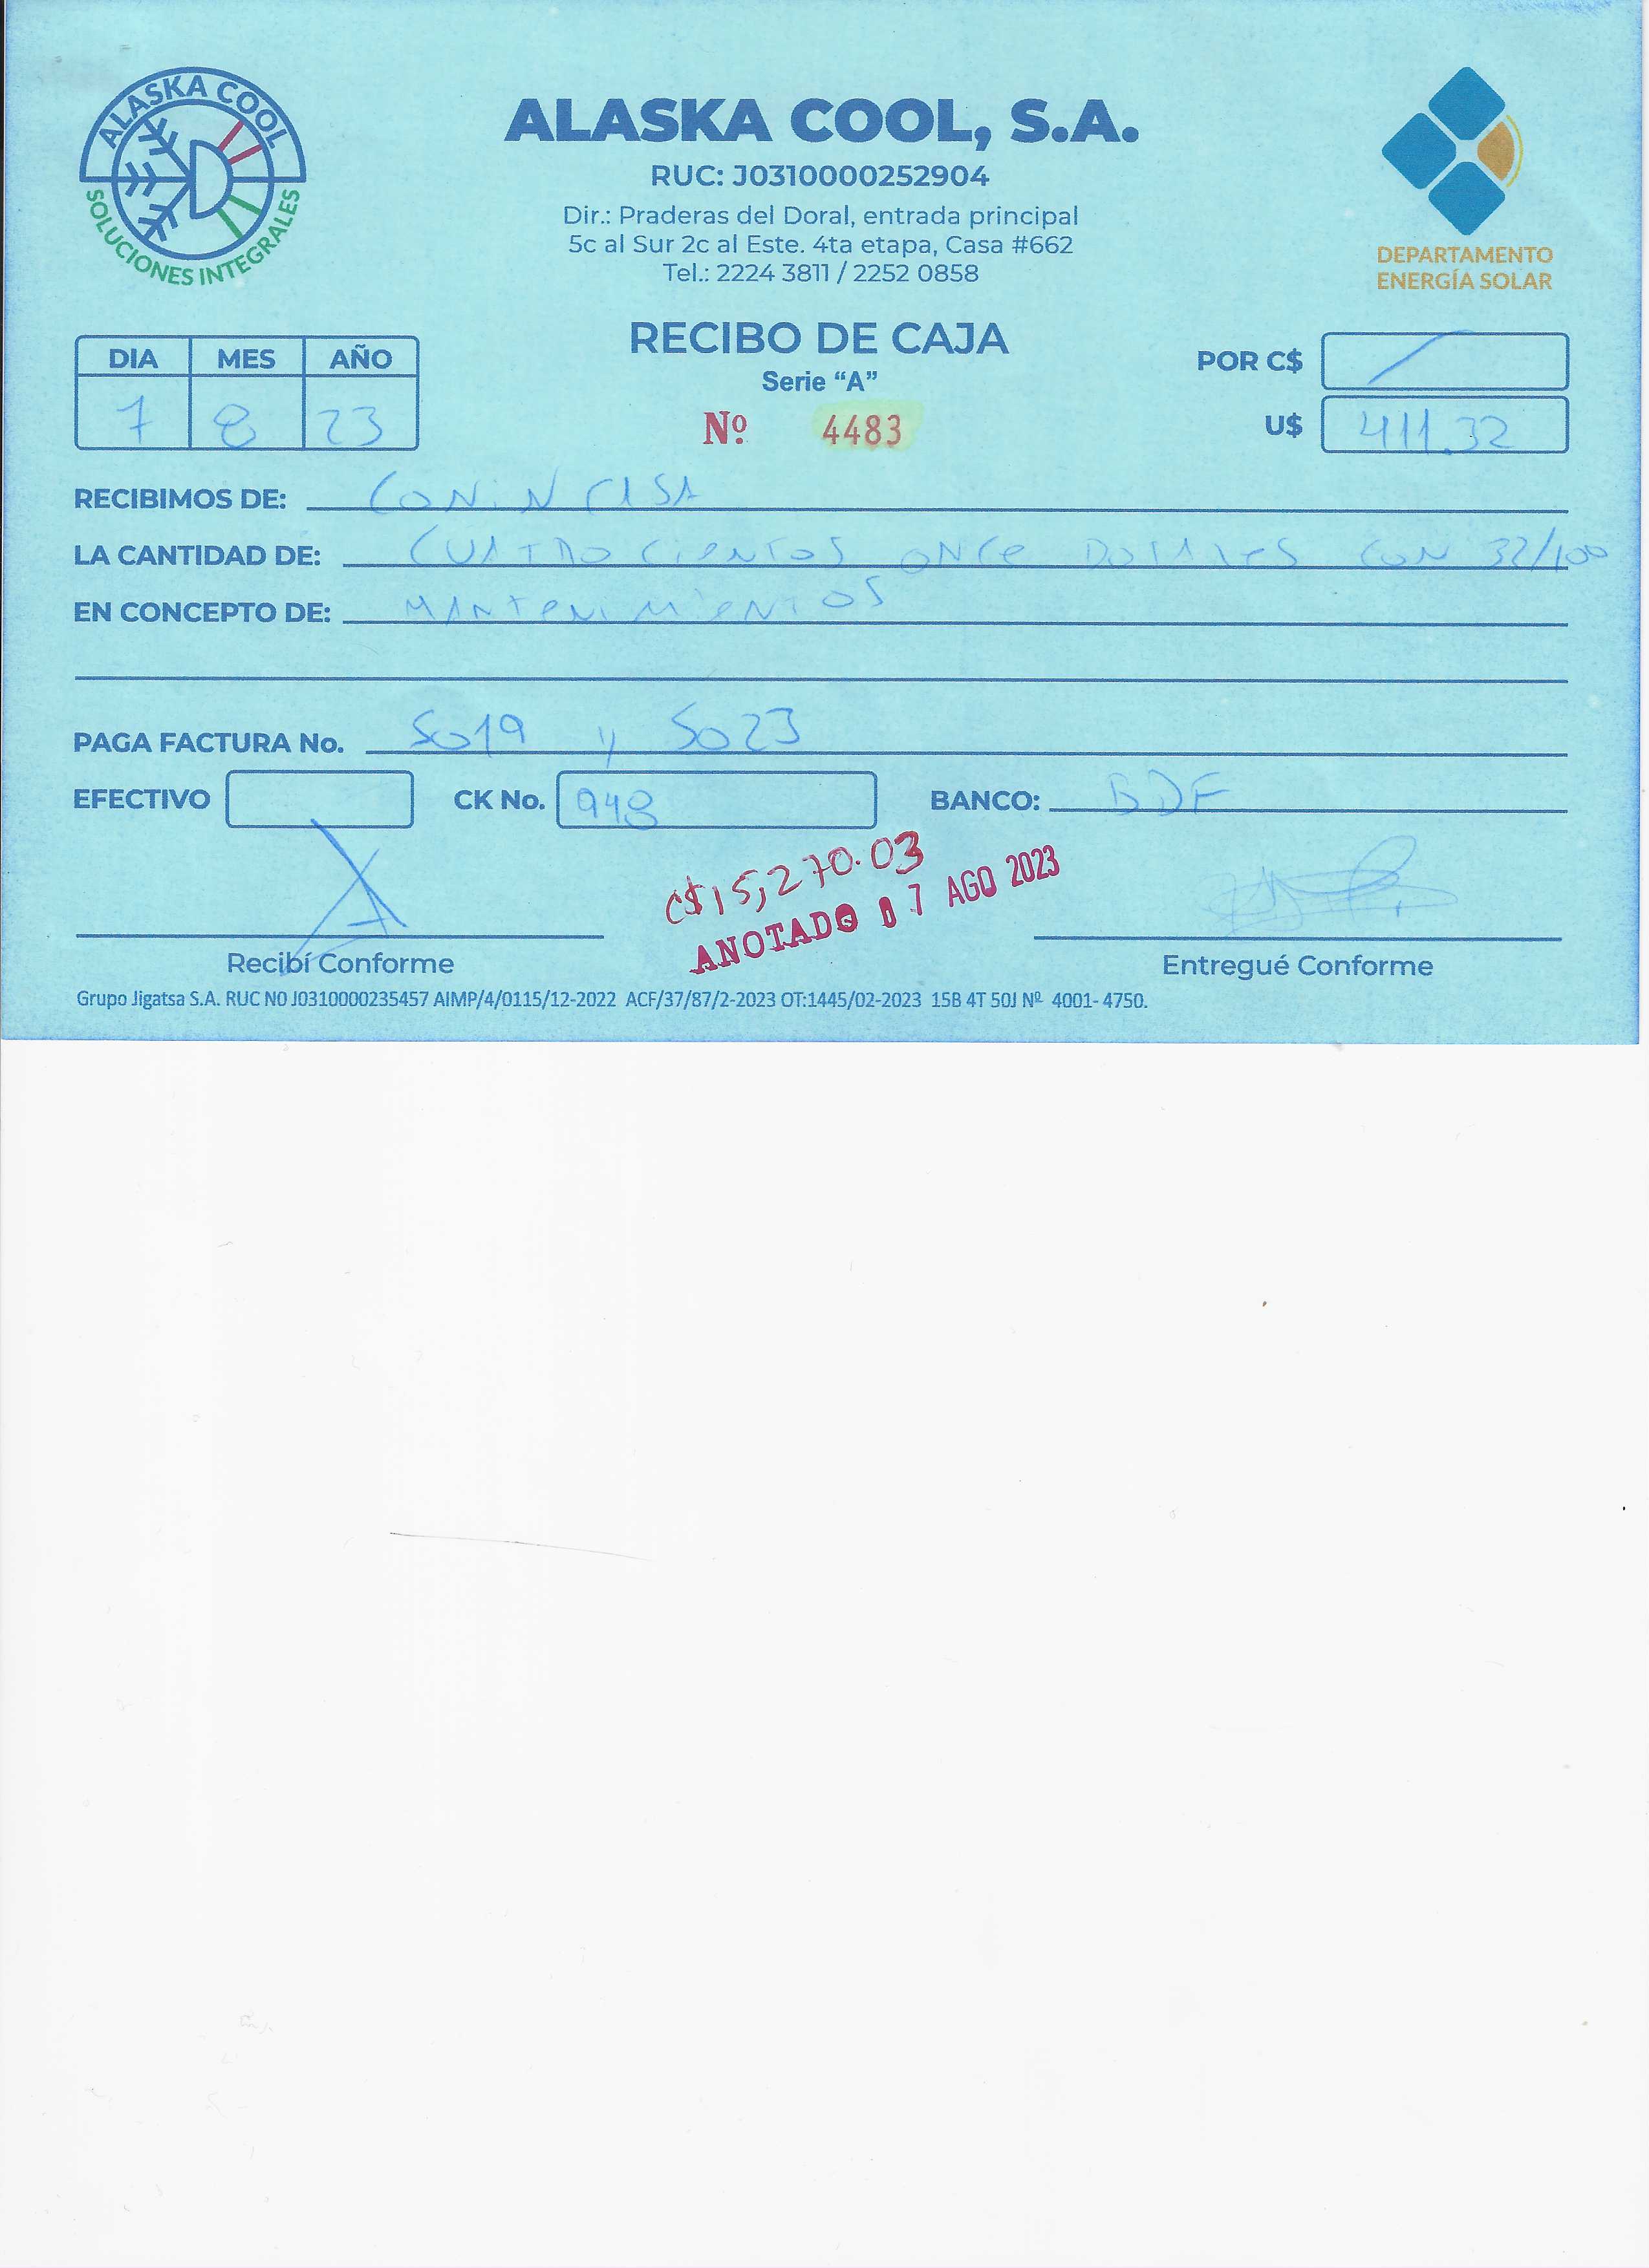 ALASKA COOL
SOLUCIONES INTEGRALES
ALASKA COOL, S.A.
RUC: J0310000252904
Dir.: Praderas del Doral, entrada principal
5c al Sur 2c al Este. 4ta etapa, Casa #662
Tel.: 2224 3811 / 2252 0858
DEPARTAMENTO
ENERGÍA SOLAR
RECIBO DE CAJA
Serie “A”
Nº 4483
DIA MES AÑO
7 8 23
POR C$
U$ 411.32
RECIBIMOS DE: CONINCASA
LA CANTIDAD DE: CUATROCIENTOS ONCE DOLARES CON 32/100
EN CONCEPTO DE: MANTENIMIENTOS
PAGA FACTURA No. 5019 y 5023
EFECTIVO CK No. 948 BANCO: BDF
C$15,270.03
ANOTADO 07 AGO 2023
Recibí Conforme Entregué Conforme
Grupo Jigatsa S.A. RUC N0 J0310000235457 AIMP/4/0115/12-2022 ACF/37/87/2-2023 OT:1445/02-2023 15B 4T 50J Nº 4001- 4750.